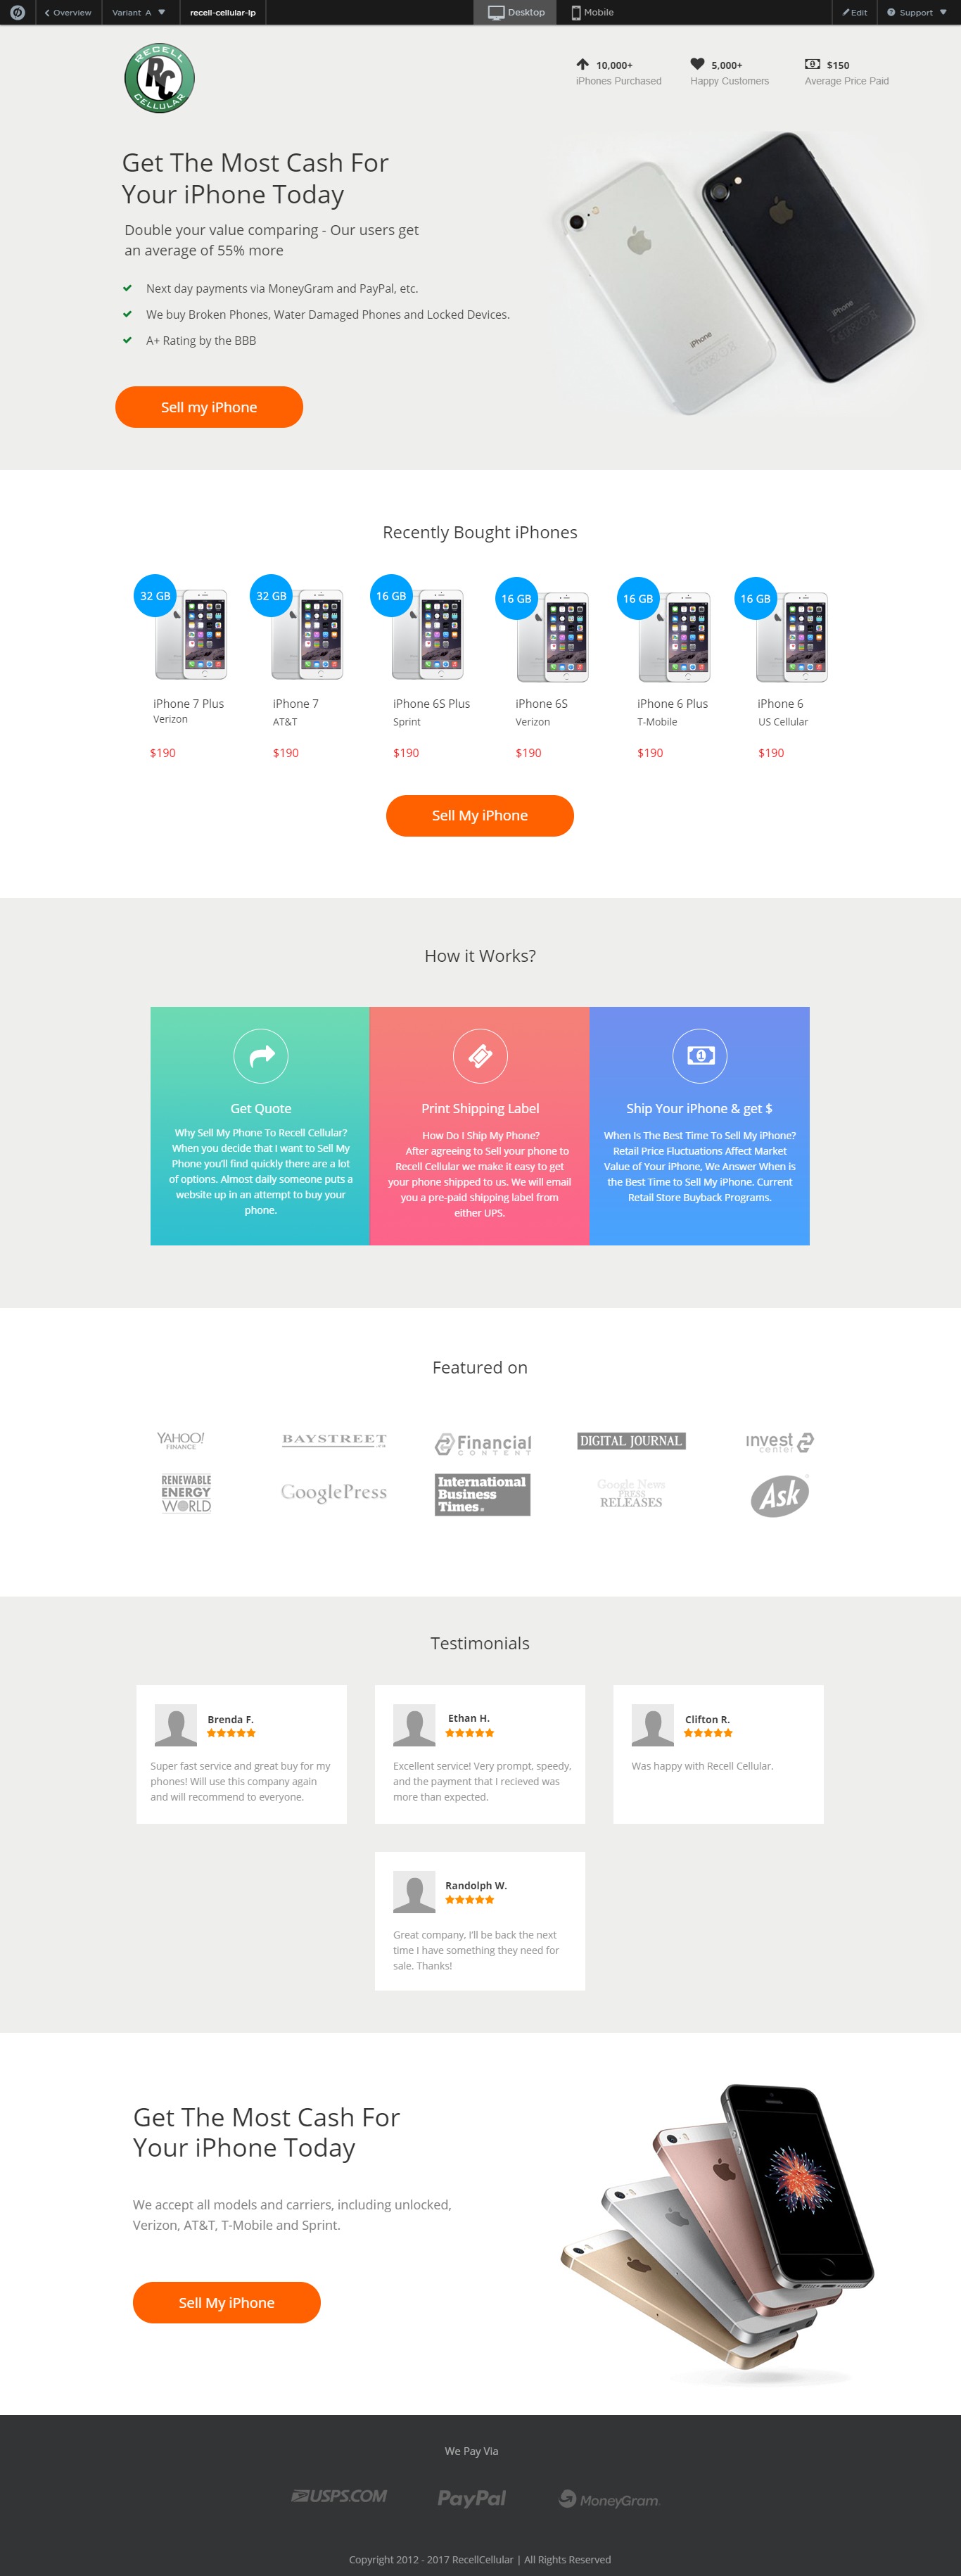 Overview
Variant A
recell-cellular-lp
Desktop
Mobile
Edit
Support
RECELL
RC
CELLULAR
10,000+
iPhones Purchased
5,000+
Happy Customers
$150
Average Price Paid
Get The Most Cash For
Your iPhone Today
Double your value comparing - Our users get
an average of 55% more
Next day payments via MoneyGram and PayPal, etc.
We buy Broken Phones, Water Damaged Phones and Locked Devices.
A+ Rating by the BBB
Sell my iPhone
iPhone
iPhone
Recently Bought iPhones
32 GB
32 GB
16 GB
16 GB
16 GB
16 GB
iPhone 7 Plus
Verizon
$190
iPhone 7
AT&T
$190
iPhone 6S Plus
Sprint
$190
iPhone 6S
Verizon
$190
iPhone 6 Plus
T-Mobile
$190
iPhone 6
US Cellular
$190
Sell My iPhone
How it Works?
Get Quote
Why Sell My Phone To Recell Cellular?
When you decide that I want to Sell My
Phone you'll find quickly there are a lot
of options. Almost daily someone puts a
website up in an attempt to buy your
phone.
Print Shipping Label
How Do I Ship My Phone?
After agreeing to Sell your phone to
Recell Cellular we make it easy to get
your phone shipped to us. We will email
you a pre-paid shipping label from
either UPS.
Ship Your iPhone & get $
When Is The Best Time To Sell My iPhone?
Retail Price Fluctuations Affect Market
Value of Your iPhone, We Answer When is
the Best Time to Sell My iPhone. Current
Retail Store Buyback Programs.
Featured on
YAHOO!
FINANCE
BAYSTREET
Financial
CONTENT
DIGITAL JOURNAL
invest
center
RENEWABLE
ENERGY
WORLD
GooglePress
International
Business
Times.
Google News
PRESS
RELEASES
Ask
Testimonials
Brenda F.
Super fast service and great buy for my
phones! Will use this company again
and will recommend to everyone.
Ethan H.
Excellent service! Very prompt, speedy,
and the payment that I recieved was
more than expected.
Clifton R.
Was happy with Recell Cellular.
Randolph W.
Great company, I'll be back the next
time I have something they need for
sale. Thanks!
Get The Most Cash For
Your iPhone Today
We accept all models and carriers, including unlocked,
Verizon, AT&T, T-Mobile and Sprint.
Sell My iPhone
We Pay Via
USPS.COM
PayPal
MoneyGram.
Copyright 2012 - 2017 RecellCellular | All Rights Reserved